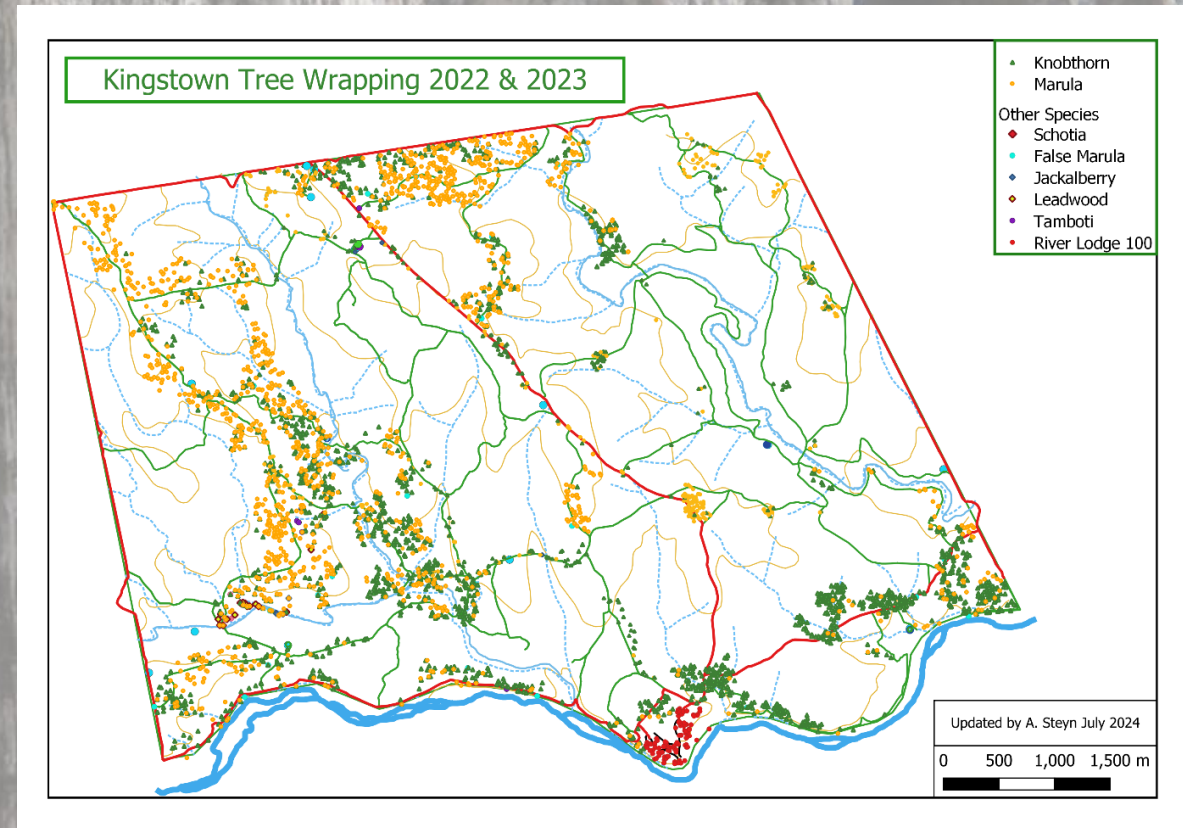 Kingstown Tree Wrapping 2022 & 2023
Knobthorn
Marula
Other Species
Schotia
False Marula
Jackalberry
Leadwood
Tamboti
River Lodge 100
Updated by A. Steyn July 2024
0 500 1,000 1,500 m